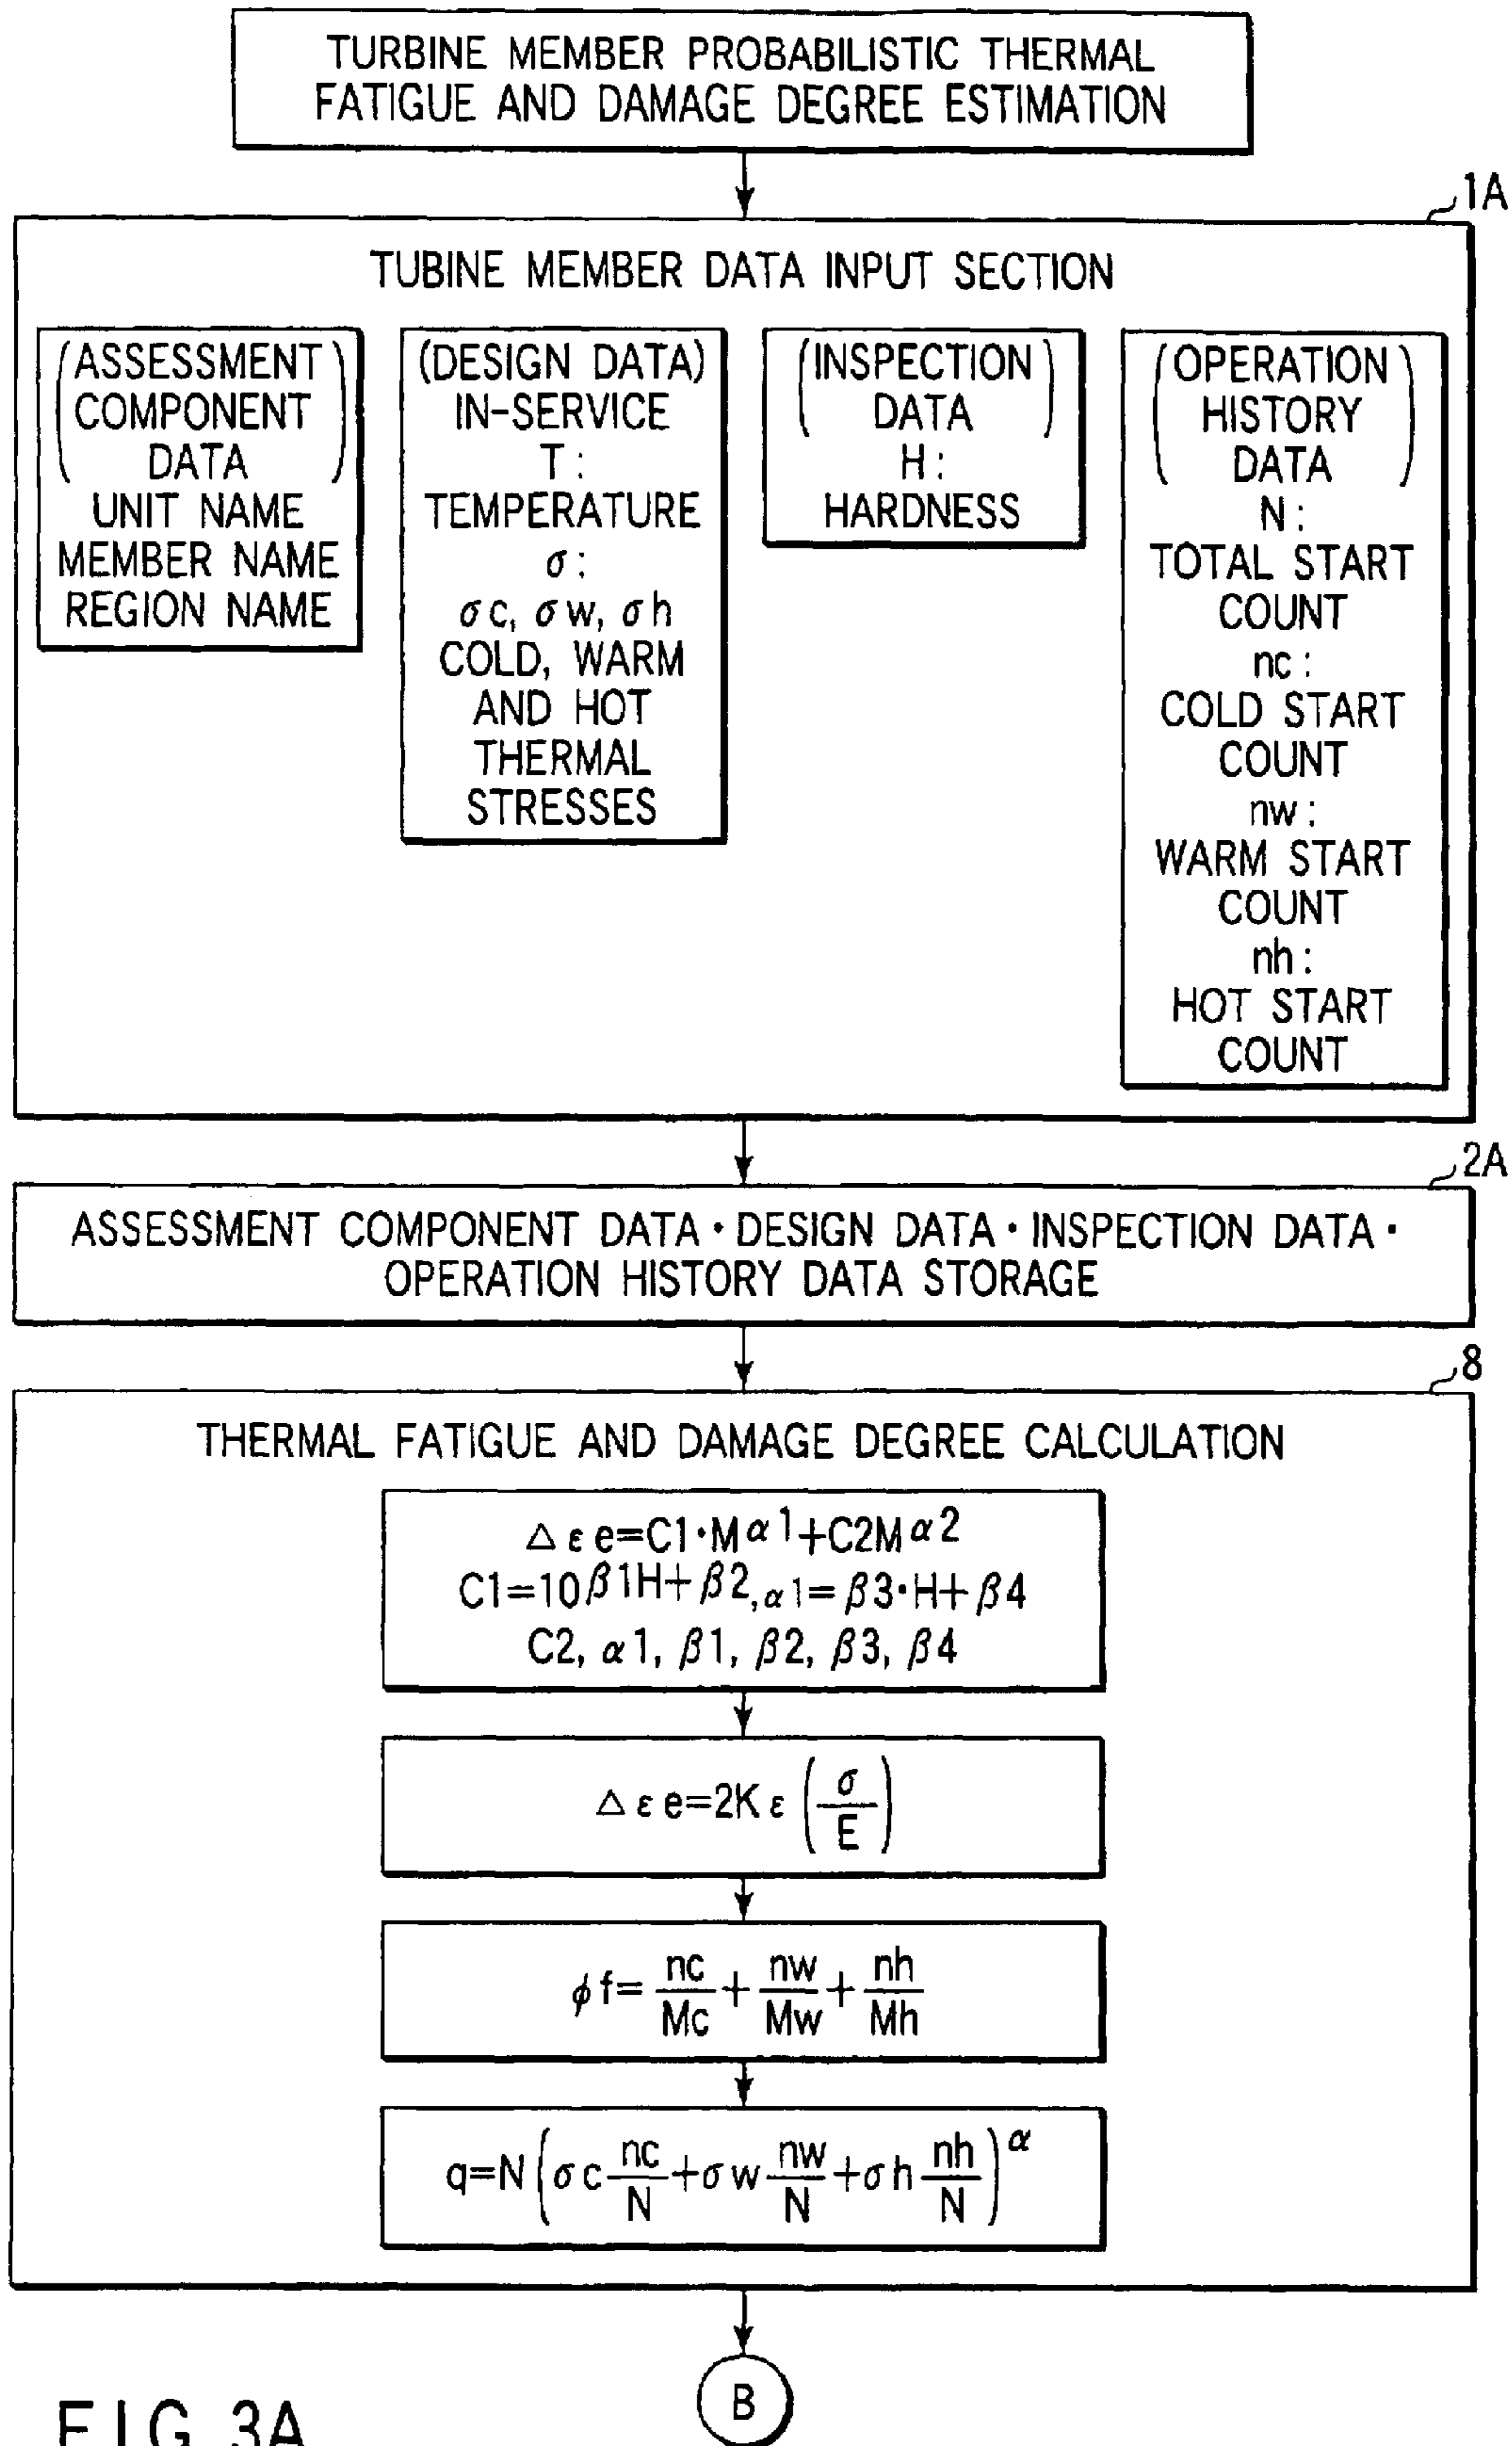 TURBINE MEMBER PROBABILISTIC THERMAL
FATIGUE AND DAMAGE DEGREE ESTIMATION
1A
TUBINE MEMBER DATA INPUT SECTION
(ASSESSMENT
COMPONENT
DATA)
UNIT NAME
MEMBER NAME
REGION NAME
(DESIGN DATA)
IN-SERVICE
T:
TEMPERATURE
σ:
σc, σw, σh
COLD, WARM
AND HOT
THERMAL
STRESSES
(INSPECTION
DATA)
H:
HARDNESS
(OPERATION
HISTORY
DATA)
N:
TOTAL START
COUNT
nc:
COLD START
COUNT
nw:
WARM START
COUNT
nh:
HOT START
COUNT
2A
ASSESSMENT COMPONENT DATA・DESIGN DATA・INSPECTION DATA・
OPERATION HISTORY DATA STORAGE
8
THERMAL FATIGUE AND DAMAGE DEGREE CALCULATION
△εe=C1・M^α1+C2M^α2
C1=10^β1H+β2, α1=β3・H+β4
C2, α1, β1, β2, β3, β4
△εe=2Kε(σ/E)
φf=nc/Mc+nw/Mw+nh/Mh
q=N(σc nc/N+σw nw/N+σh nh/N)^α
B
FIG. 3A